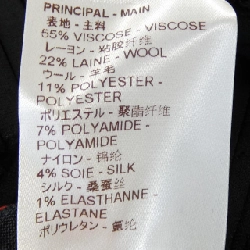 PRINCIPAL - MAIN
表地 - 主料
55% VISCOSE - VISCOSE
レーヨン - 粘胶纤维
22% LAINE - WOOL
ウール - 羊毛
11% POLYESTER -
POLYESTER
ポリエステル - 聚酯纤维
7% POLYAMIDE -
POLYAMIDE
ナイロン - 锦纶
4% SOIE - SILK
シルク - 桑蚕丝
1% ELASTHANNE -
ELASTANE
ポリウレタン - 氨纶